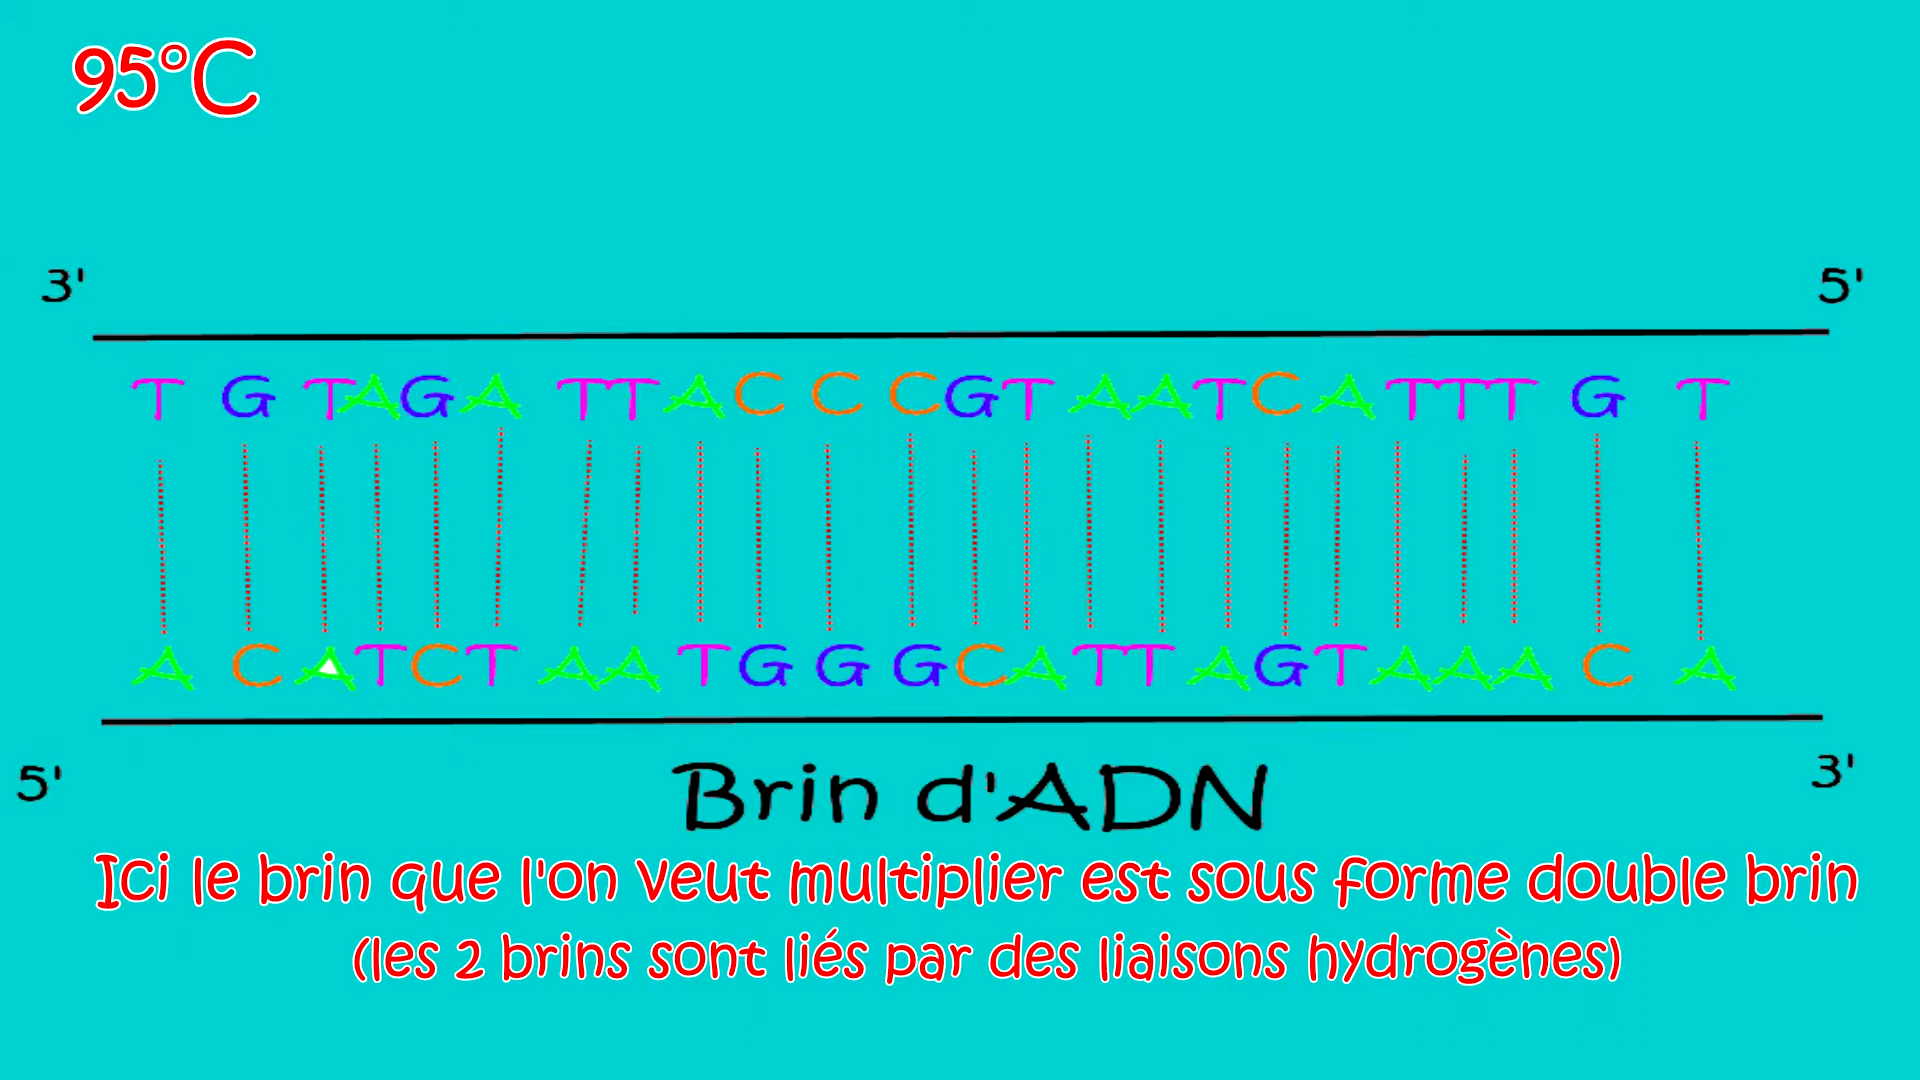 95°C
3' 5'
T G T A G A T T A C C C G T A A T C A T T T G T
A C A T C T A A T G G G C A T T A G T A A A C A
5' 3'
Brin d'ADN
Ici le brin que l'on veut multiplier est sous forme double brin
(les 2 brins sont liés par des liaisons hydrogènes)